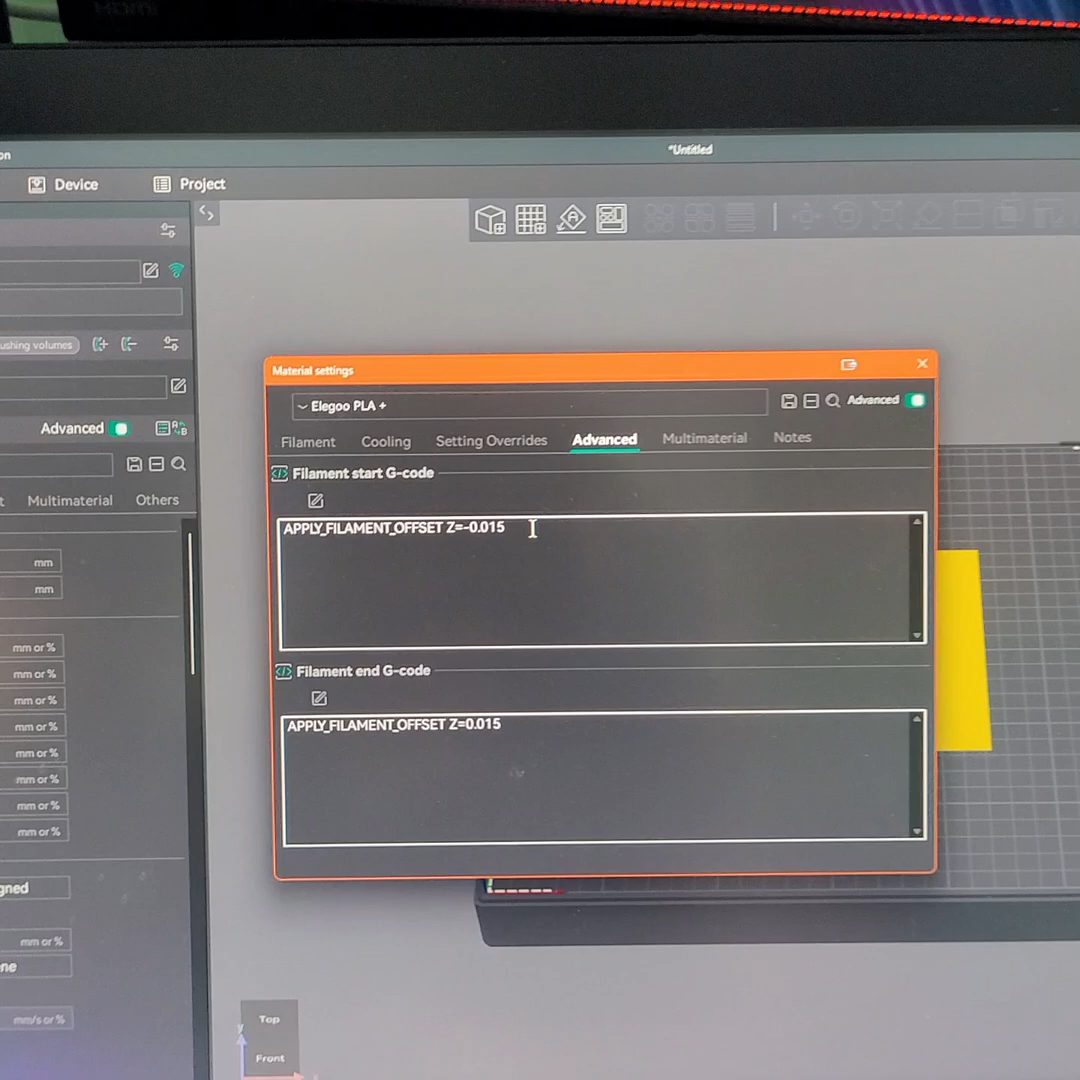 HDMI
on
*Untitled
Device
Project
ushing volumes
Advanced
t
Multimaterial
Others
mm
mm
mm or %
mm or %
mm or %
mm or %
mm or %
mm or %
mm or %
mm or %
gned
mm or %
ne
mm/s or %
Material settings
Elegoo PLA +
Advanced
Filament
Cooling
Setting Overrides
Advanced
Multimaterial
Notes
Filament start G-code
APPLY_FILAMENT_OFFSET Z=-0.015
Filament end G-code
APPLY_FILAMENT_OFFSET Z=0.015
Top
Front
y
x